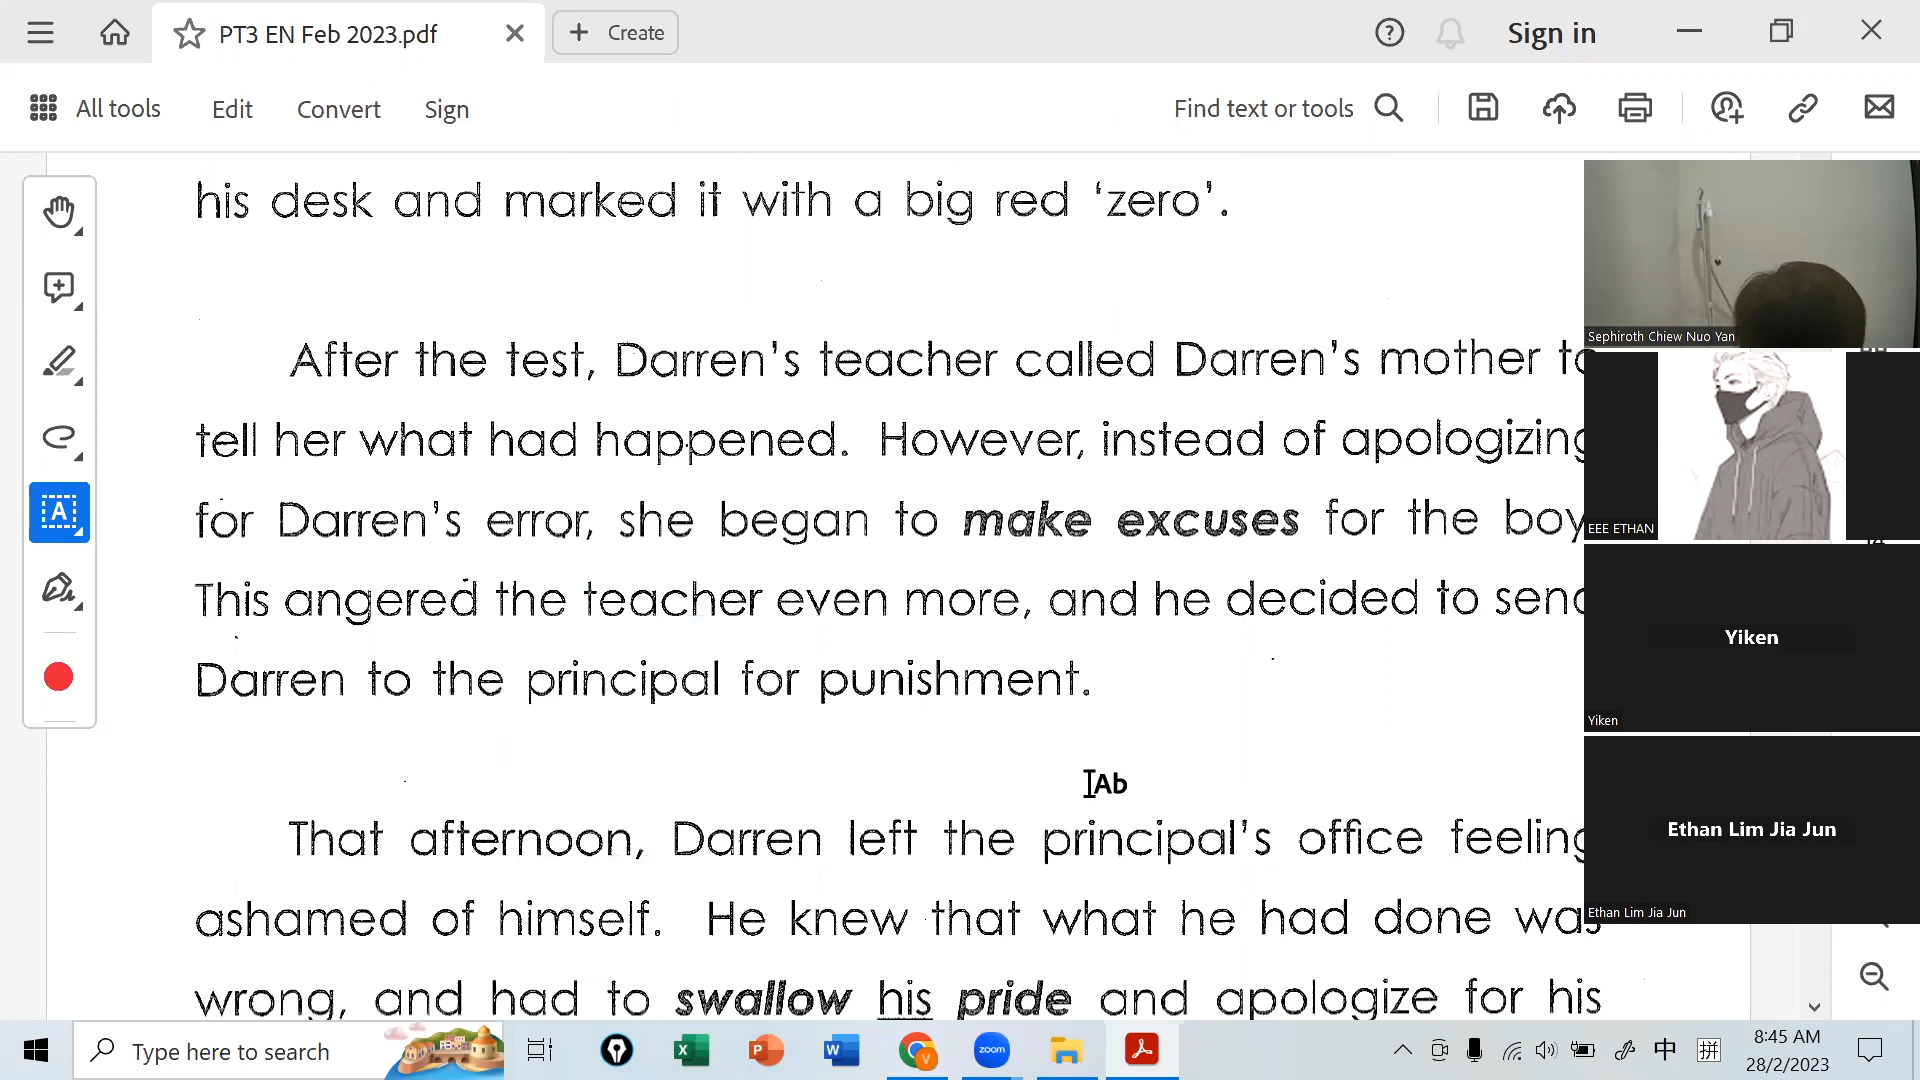 PT3 EN Feb 2023.pdf
Create
Sign in
All tools
Edit
Convert
Sign
Find text or tools
his desk and marked it with a big red ‘zero’.
After the test, Darren’s teacher called Darren’s mother to
tell her what had happened. However, instead of apologizing
for Darren’s error, she began to make excuses for the boy
This angered the teacher even more, and he decided to send
Darren to the principal for punishment.
Ab
That afternoon, Darren left the principal’s office feeling
ashamed of himself. He knew that what he had done was
wrong, and had to swallow his pride and apologize for his
Sephiroth Chiew Nuo Yan
EEE ETHAN
Yiken
Yiken
Ethan Lim Jia Jun
Ethan Lim Jia Jun
Type here to search
zoom
中
拼
8:45 AM
28/2/2023